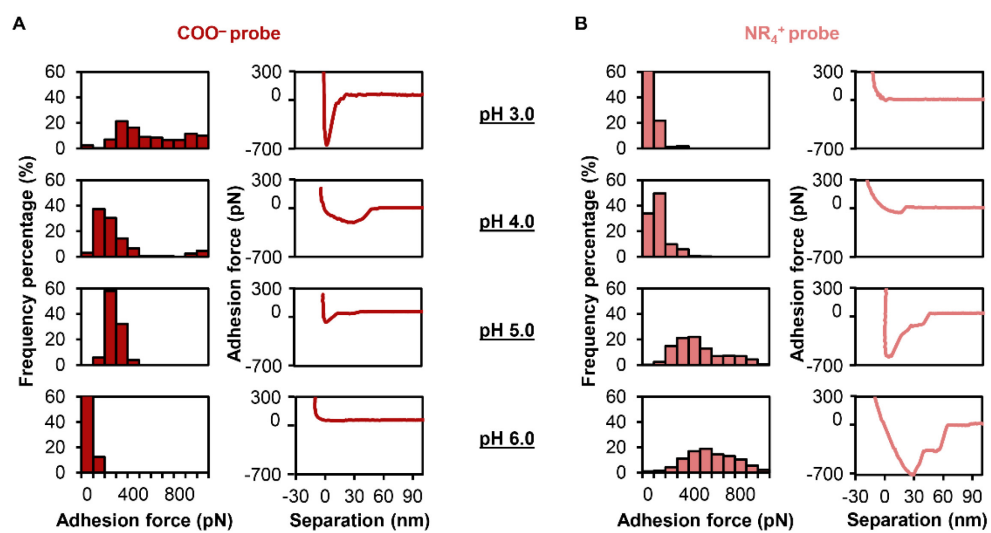 A
COO⁻ probe
B
NR₄⁺ probe
Frequency percentage (%)
Adhesion force (pN)
Frequency percentage (%)
Adhesion force (pN)
60
40
20
0
300
0
-700
pH 3.0
60
40
20
0
300
0
-700
60
40
20
0
300
0
-700
pH 4.0
60
40
20
0
300
0
-700
60
40
20
0
300
0
-700
pH 5.0
60
40
20
0
300
0
-700
60
40
20
0
300
0
-700
pH 6.0
60
40
20
0
300
0
-700
0 400 800
-30 0 30 60 90
0 400 800
-30 0 30 60 90
Adhesion force (pN)
Separation (nm)
Adhesion force (pN)
Separation (nm)